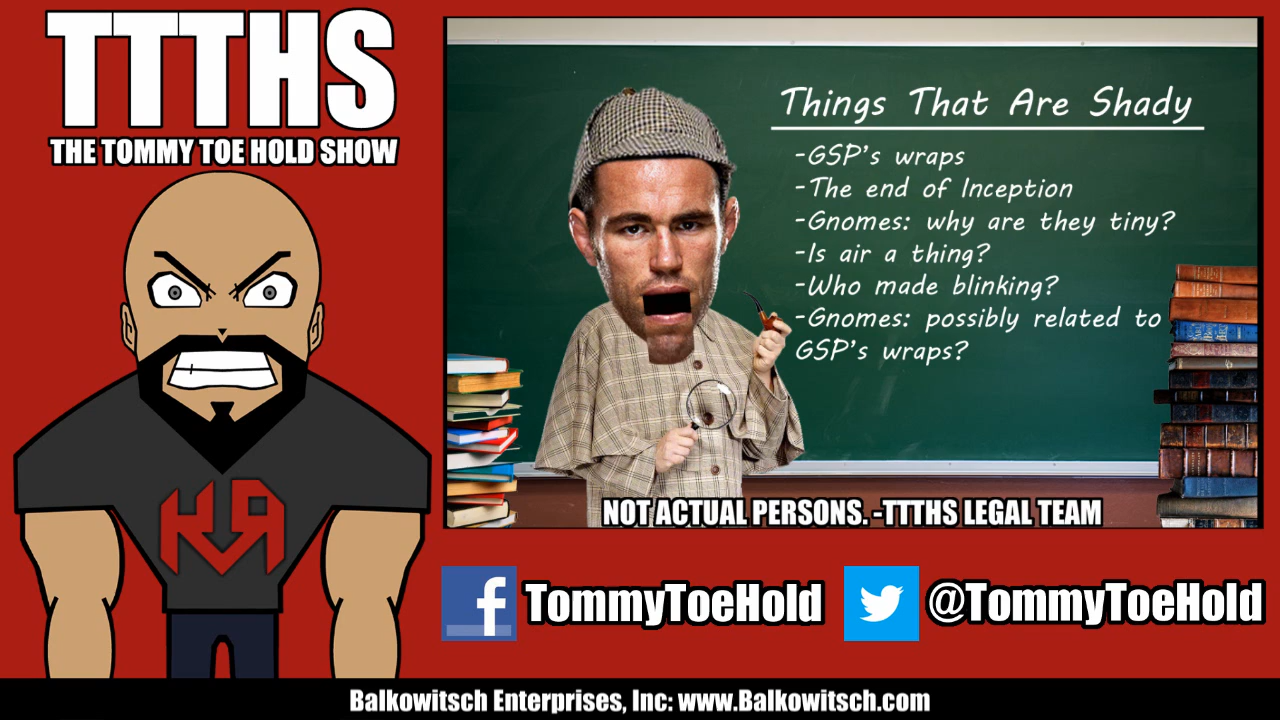 TTTHS
THE TOMMY TOE HOLD SHOW
Things That Are Shady
-GSP's wraps
-The end of Inception
-Gnomes: why are they tiny?
-Is air a thing?
-Who made blinking?
-Gnomes: possibly related to
GSP's wraps?
NOT ACTUAL PERSONS. -TTTHS LEGAL TEAM
f TommyToeHold
@TommyToeHold
Balkowitsch Enterprises, Inc: www.Balkowitsch.com